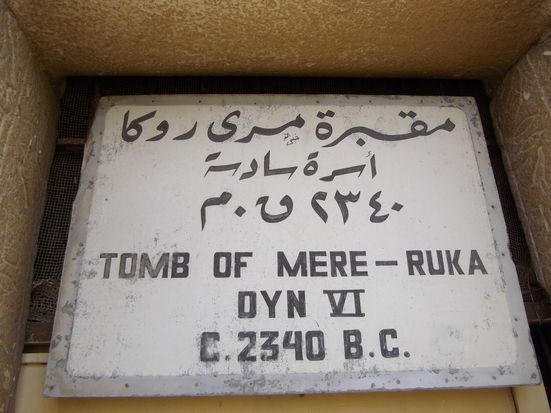 مقبرة مرى روكا
أسرة سادسة
٢٣٤٠ ق.م
TOMB OF MERE-RUKA
DYN VI
C. 2340 B.C.